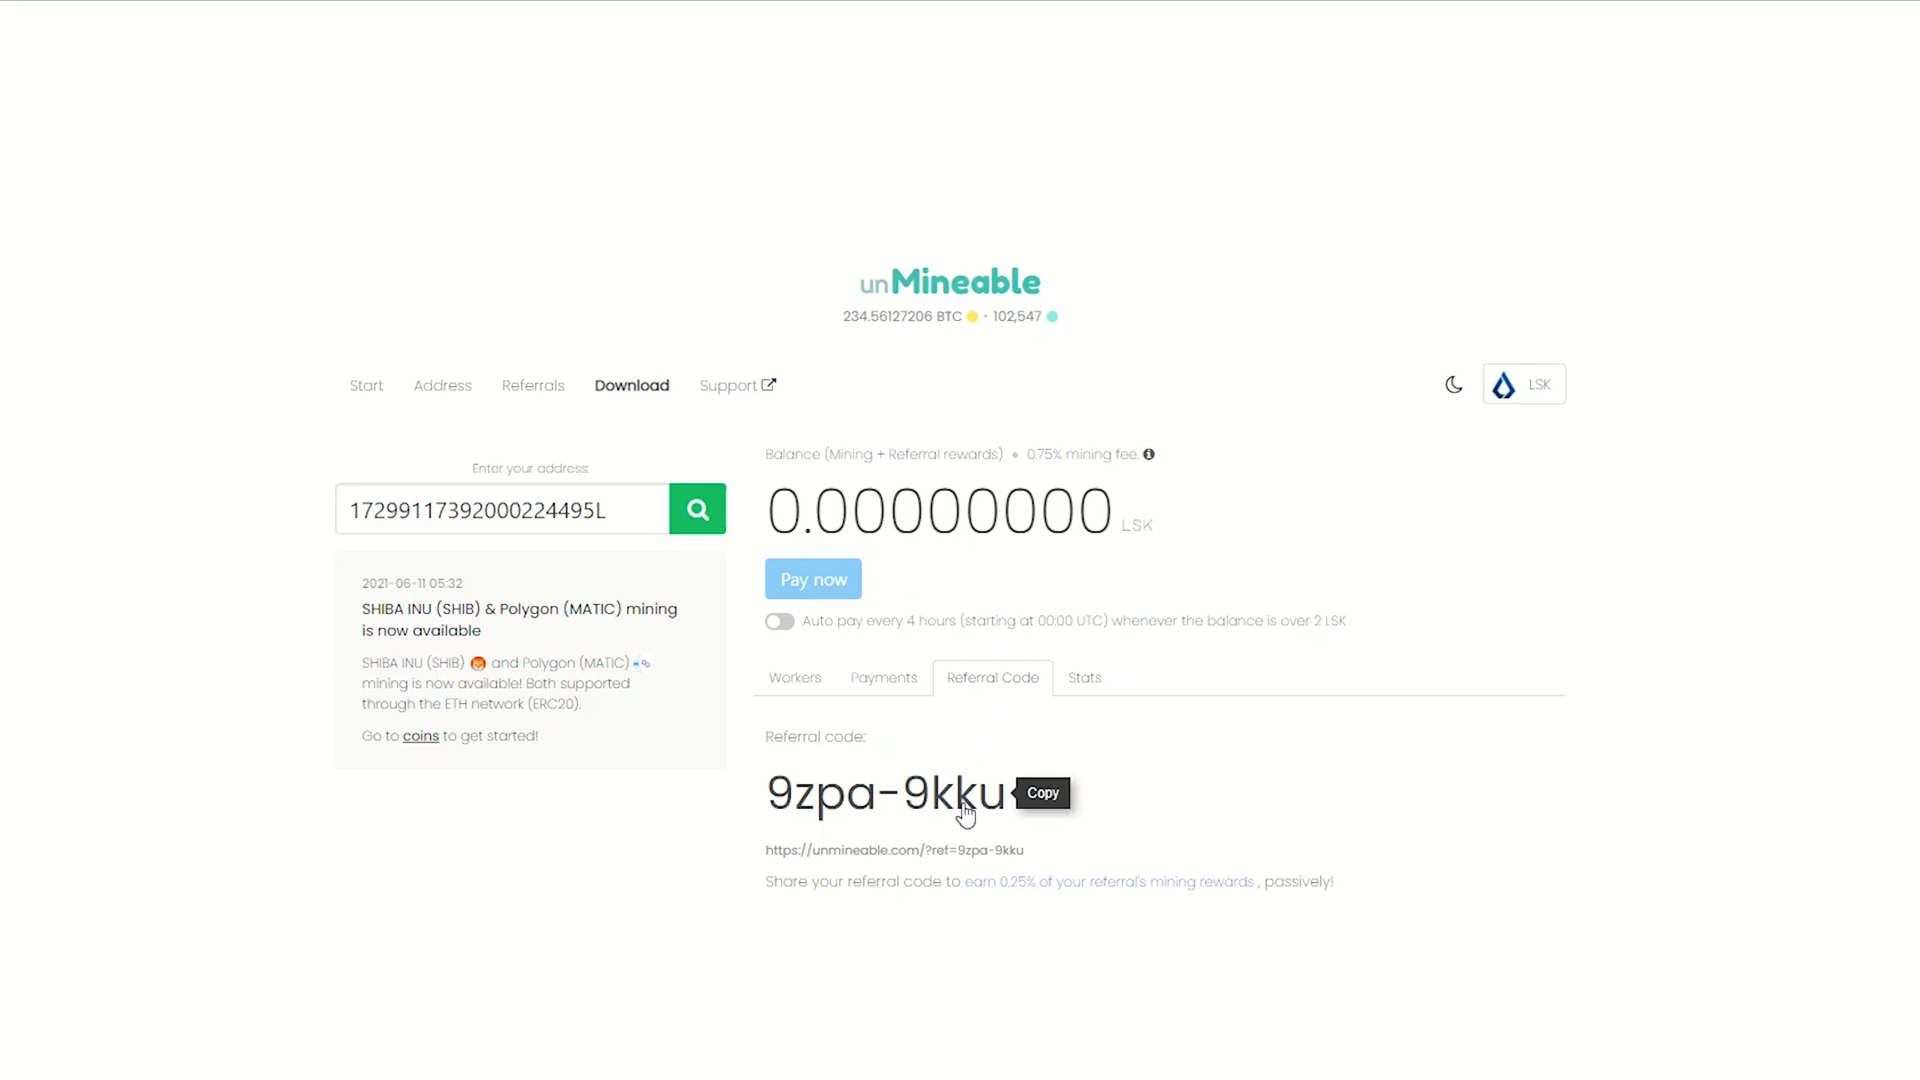 unMineable
234.56127206 BTC • 102,547
Start Address Referrals Download Support LSK
Enter your address:
17299117392000224495L
2021-06-11 05:32
SHIBA INU (SHIB) & Polygon (MATIC) mining
is now available
SHIBA INU (SHIB) and Polygon (MATIC)
mining is now available! Both supported
through the ETH network (ERC20).
Go to coins to get started!
Balance (Mining + Referral rewards) • 0.75% mining fee.
0.00000000 LSK
Pay now
Auto pay every 4 hours (starting at 00:00 UTC) whenever the balance is over 2 LSK
Workers Payments Referral Code Stats
Referral code:
9zpa-9kku Copy
https://unmineable.com/?ref=9zpa-9kku
Share your referral code to earn 0.25% of your referral's mining rewards , passively!